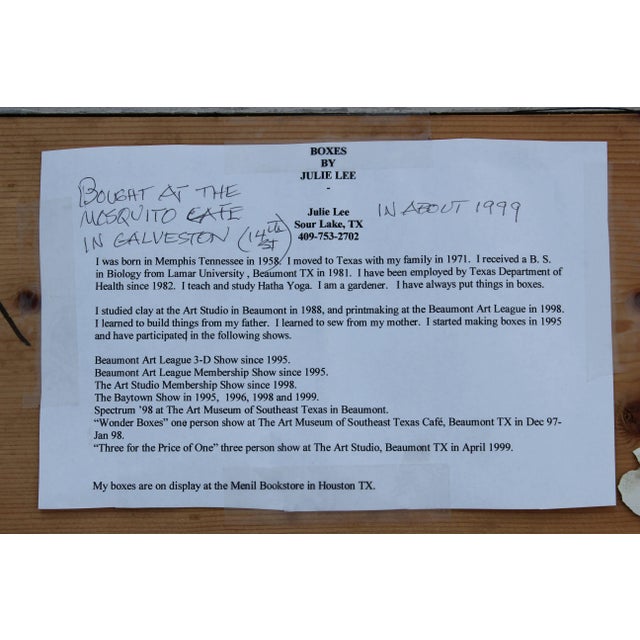 BOXES
BY
JULIE LEE
-
BOUGHT AT THE
MOSQUITO CAFE
IN GALVESTON (14TH ST)
Julie Lee
Sour Lake, TX
409-753-2702
IN ABOUT 1999
I was born in Memphis Tennessee in 1958. I moved to Texas with my family in 1971. I received a B. S.
in Biology from Lamar University , Beaumont TX in 1981. I have been employed by Texas Department of
Health since 1982. I teach and study Hatha Yoga. I am a gardener. I have always put things in boxes.
I studied clay at the Art Studio in Beaumont in 1988, and printmaking at the Beaumont Art League in 1998.
I learned to build things from my father. I learned to sew from my mother. I started making boxes in 1995
and have participated in the following shows.
Beaumont Art League 3-D Show since 1995.
Beaumont Art League Membership Show since 1995.
The Art Studio Membership Show since 1998.
The Baytown Show in 1995, 1996, 1998 and 1999.
Spectrum '98 at The Art Museum of Southeast Texas in Beaumont.
“Wonder Boxes” one person show at The Art Museum of Southeast Texas Café, Beaumont TX in Dec 97-
Jan 98.
“Three for the Price of One” three person show at The Art Studio, Beaumont TX in April 1999.
My boxes are on display at the Menil Bookstore in Houston TX.